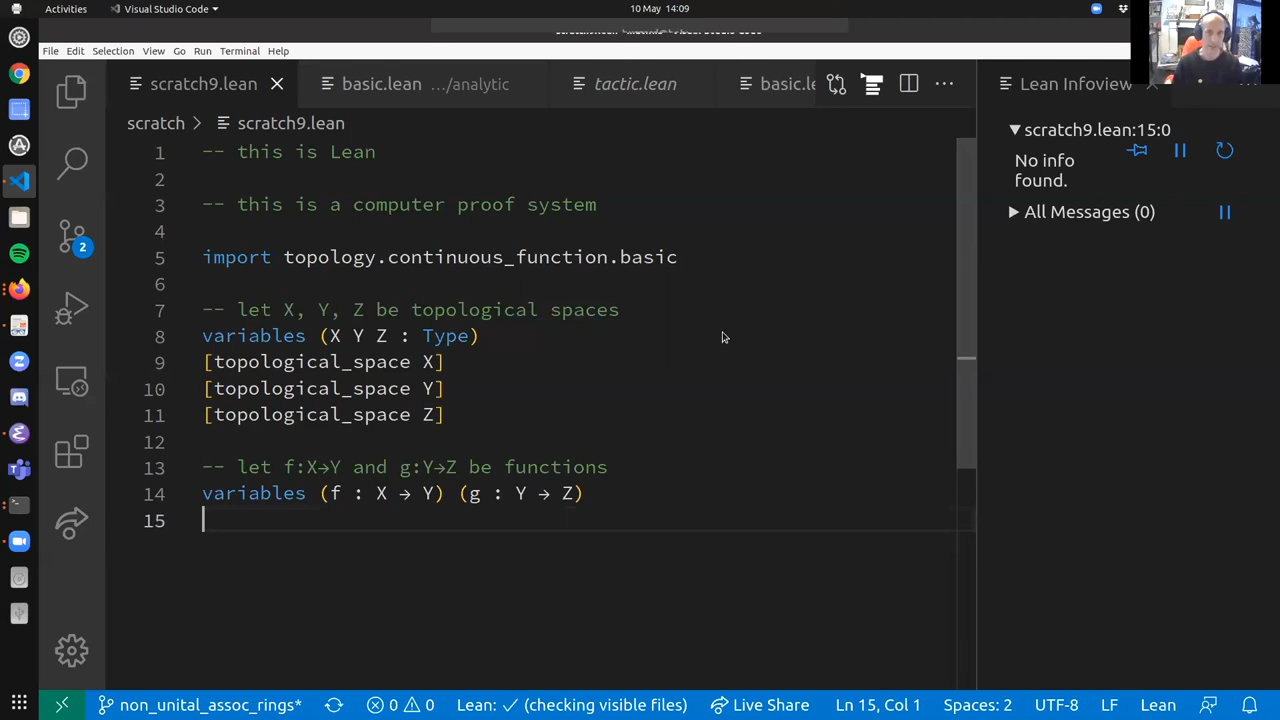 Activities
Visual Studio Code
10 May 14:09
File Edit Selection View Go Run Terminal Help
scratch9.lean
basic.lean .../analytic
tactic.lean
basic.le
...
Lean Infoview
scratch > scratch9.lean
1 -- this is Lean
2
3 -- this is a computer proof system
4
5 import topology.continuous_function.basic
6
7 -- let X, Y, Z be topological spaces
8 variables (X Y Z : Type)
9 [topological_space X]
10 [topological_space Y]
11 [topological_space Z]
12
13 -- let f:X→Y and g:Y→Z be functions
14 variables (f : X → Y) (g : Y → Z)
15
scratch9.lean:15:0
No info
found.
All Messages (0)
2
non_unital_assoc_rings*
0 0
Lean: ✓ (checking visible files)
Live Share
Ln 15, Col 1
Spaces: 2
UTF-8
LF
Lean